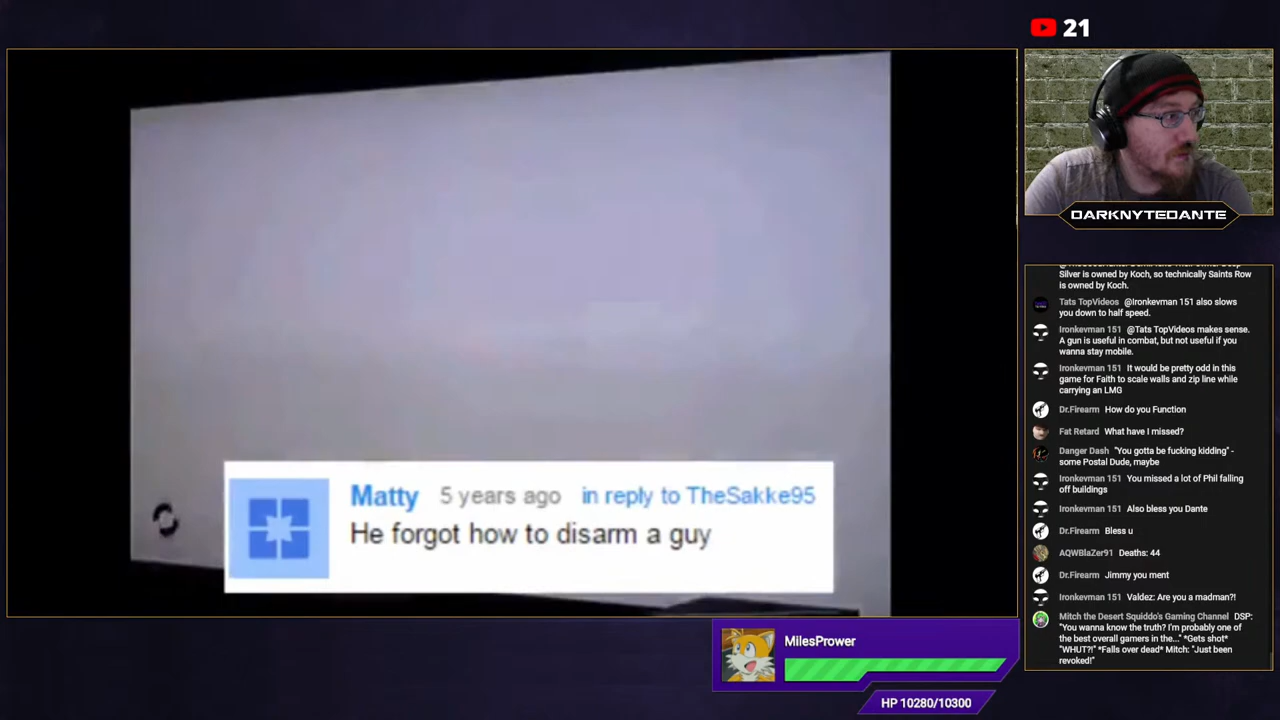 21
DARKNYTEDANTE
Silver is owned by Koch, so technically Saints Row
is owned by Koch.
Tats TopVideos @Ironkevman 151 also slows
you down to half speed.
Ironkevman 151 @Tats TopVideos makes sense.
A gun is useful in combat, but not useful if you
wanna stay mobile.
Ironkevman 151 It would be pretty odd in this
game for Faith to scale walls and zip line while
carrying an LMG
Dr.Firearm How do you Function
Fat Retard What have I missed?
Danger Dash "You gotta be fucking kidding" -
some Postal Dude, maybe
Ironkevman 151 You missed a lot of Phil falling
off buildings
Ironkevman 151 Also bless you Dante
Dr.Firearm Bless u
AQWBlaZer91 Deaths: 44
Dr.Firearm Jimmy you ment
Ironkevman 151 Valdez: Are you a madman?!
Mitch the Desert Squiddo's Gaming Channel DSP:
"You wanna know the truth? I'm probably one of
the best overall gamers in the..." *Gets shot*
"WHUT?!" *Falls over dead* Mitch: "Just been
revoked!"
Matty 5 years ago in reply to TheSakke95
He forgot how to disarm a guy
MilesPrower
HP 10280/10300